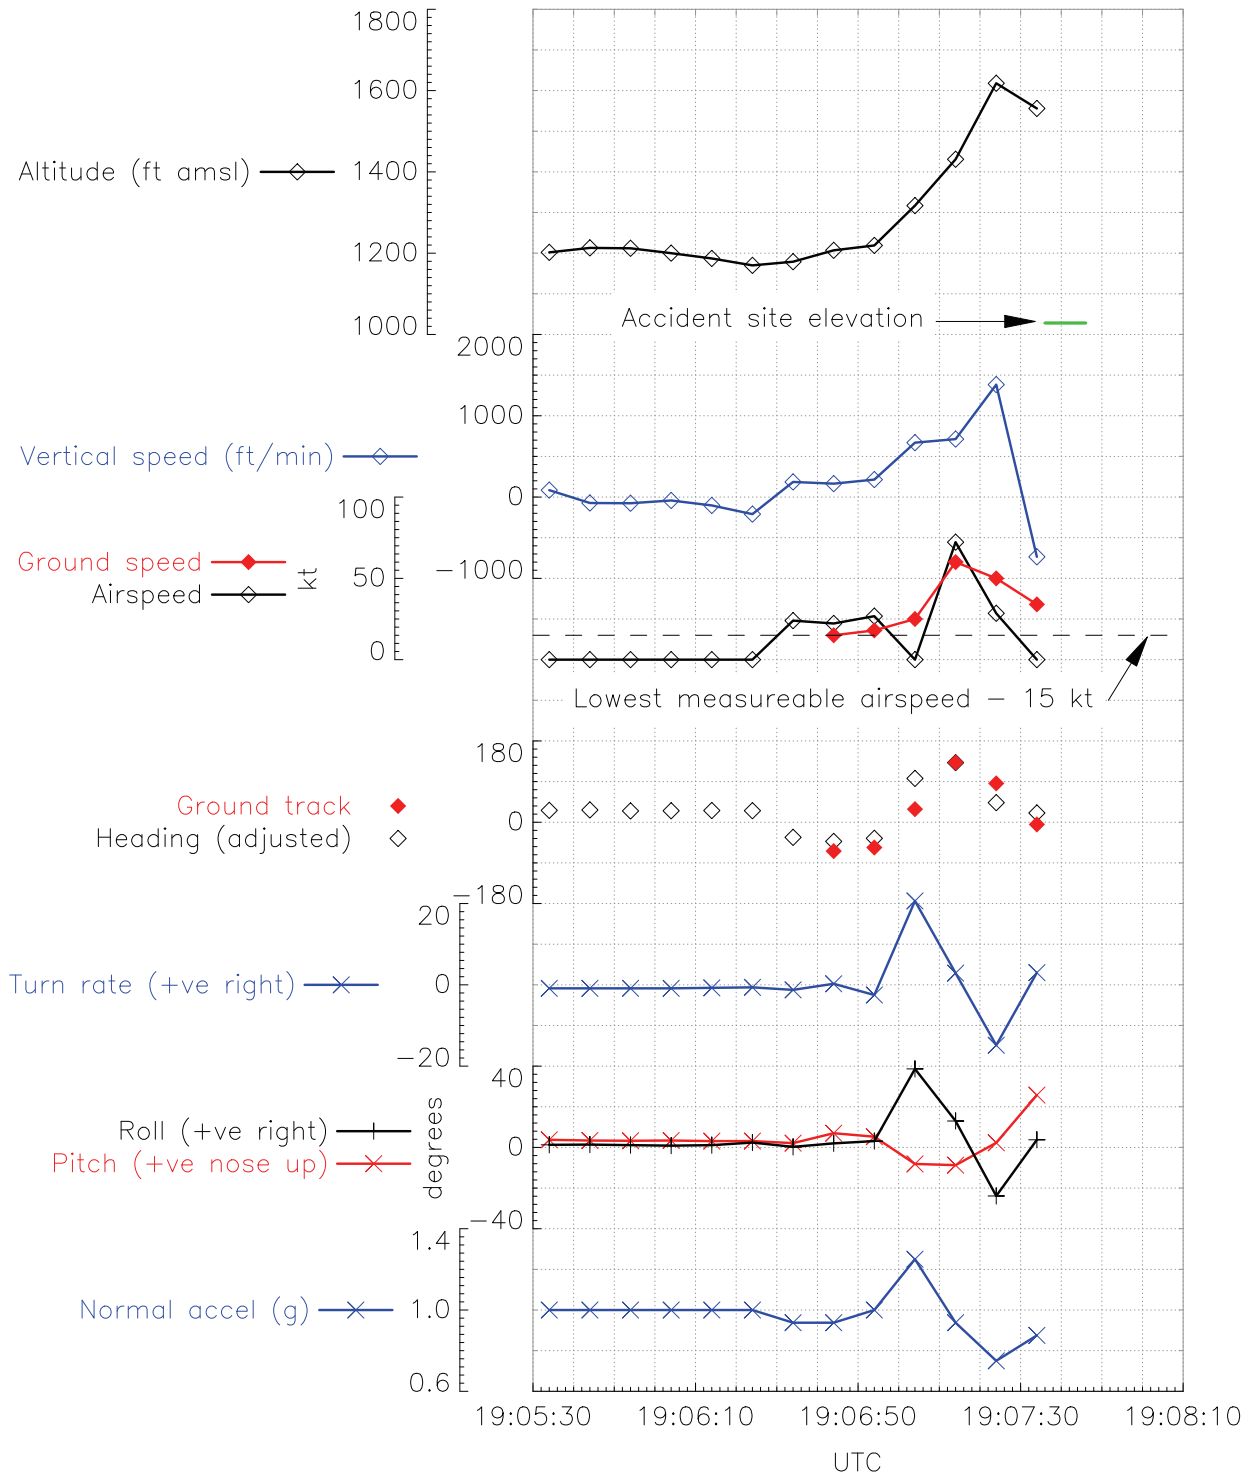 1800
1600
Altitude (ft amsl)
1400
1200
1000
Accident site elevation
2000
1000
Vertical speed (ft/min)
0
-1000
100
Ground speed
50
kt
Airspeed
0
Lowest measureable airspeed - 15 kt
180
Ground track
0
Heading (adjusted)
-180
20
Turn rate (+ve right)
0
-20
40
Roll (+ve right)
0
degrees
Pitch (+ve nose up)
-40
1.4
Normal accel (g)
1.0
0.6
19:05:30 19:06:10 19:06:50 19:07:30 19:08:10
UTC